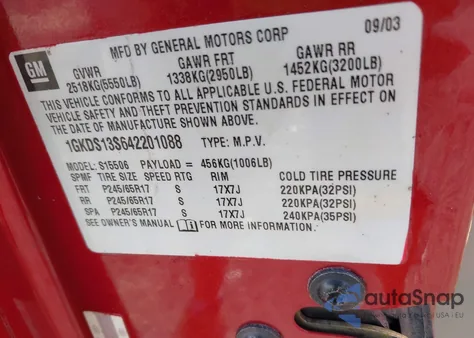 09/03
MFD BY GENERAL MOTORS CORP
GM
GVWR GAWR FRT GAWR RR
2518KG(5550LB) 1338KG(2950LB) 1452KG(3200LB)
THIS VEHICLE CONFORMS TO ALL APPLICABLE U.S. FEDERAL MOTOR
VEHICLE SAFETY AND THEFT PREVENTION STANDARDS IN EFFECT ON
THE DATE OF MANUFACTURE SHOWN ABOVE.
1GKDS13S642201088 TYPE: M.P.V.
MODEL: S15506 PAYLOAD = 456KG(1006LB)
SPMF TIRE SIZE SPEED RTG RIM COLD TIRE PRESSURE
FRT P245/65R17 S 17X7J 220KPA(32PSI)
RR P245/65R17 S 17X7J 220KPA(32PSI)
SPA P245/65R17 S 17X7J 240KPA(35PSI)
SEE OWNER'S MANUAL FOR MORE INFORMATION.
autaSnap
USA | EU